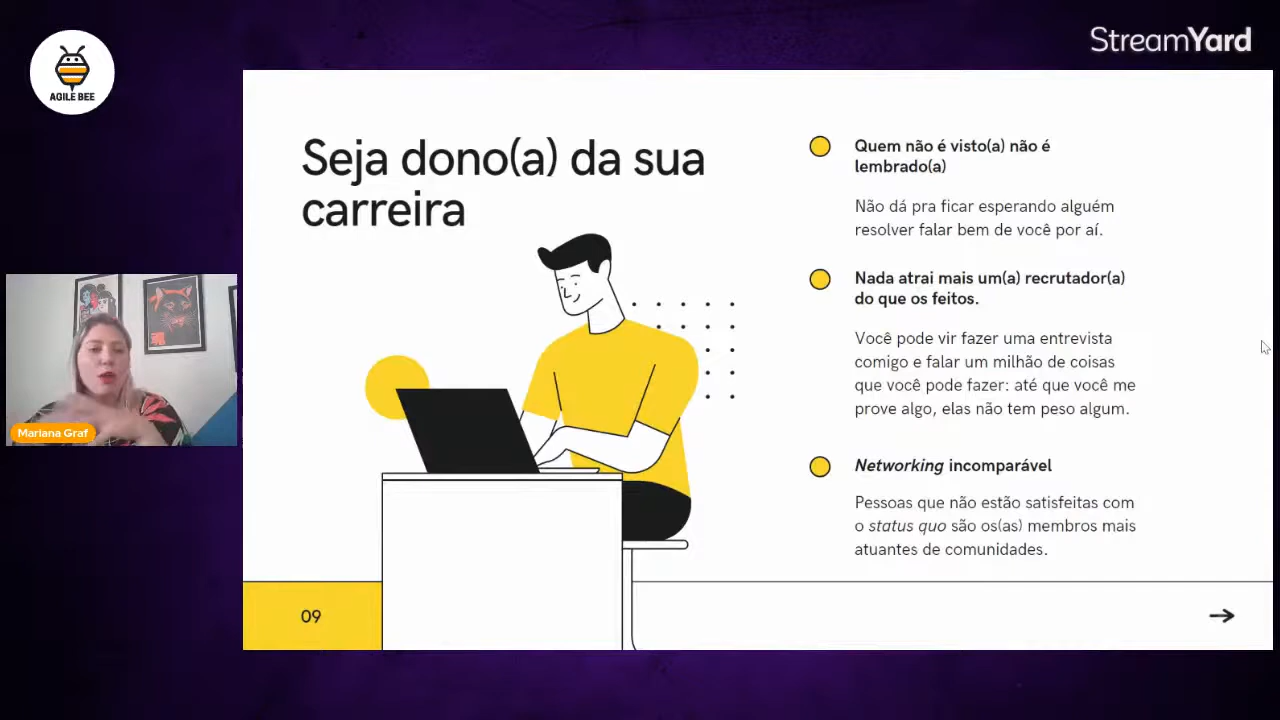 AGILE BEE
StreamYard
Seja dono(a) da sua
carreira
Quem não é visto(a) não é
lembrado(a)
Não dá pra ficar esperando alguém
resolver falar bem de você por aí.
Nada atrai mais um(a) recrutador(a)
do que os feitos.
Você pode vir fazer uma entrevista
comigo e falar um milhão de coisas
que você pode fazer: até que você me
prove algo, elas não tem peso algum.
Networking incomparável
Pessoas que não estão satisfeitas com
o status quo são os(as) membros mais
atuantes de comunidades.
Mariana Graf
09